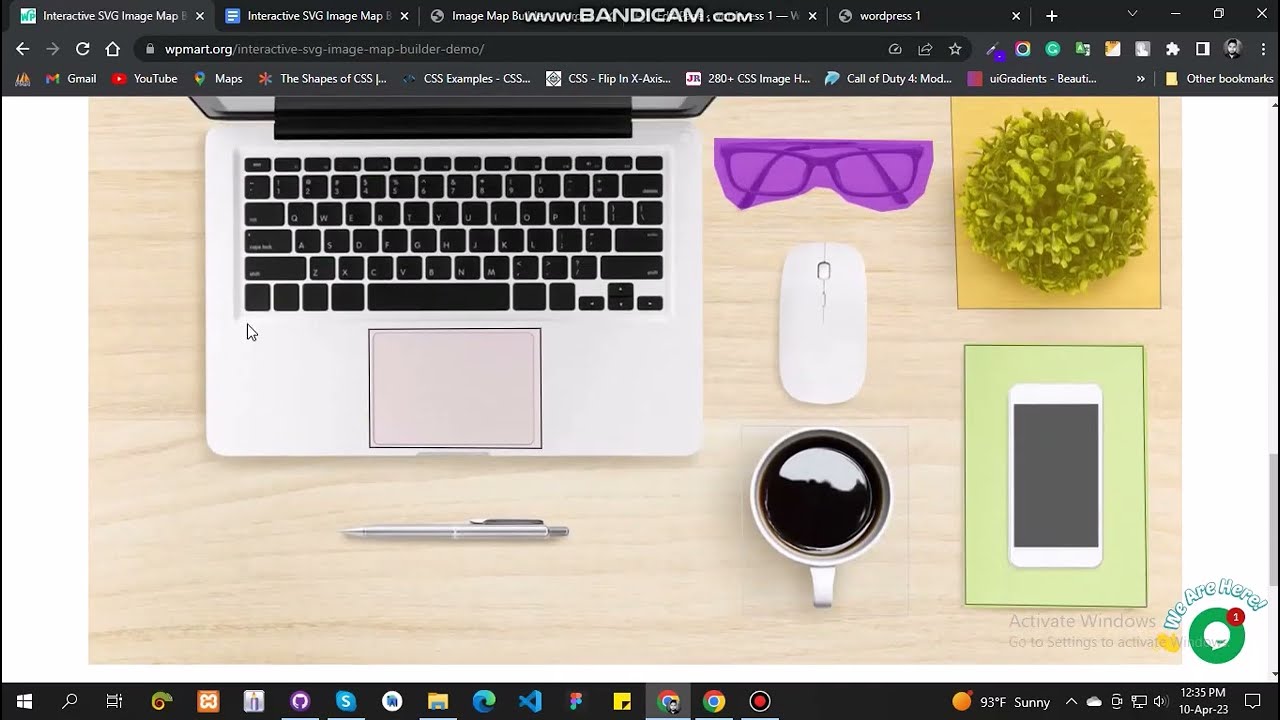 Interactive SVG Image Map B
Interactive SVG Image Map B
Image Map Builde
wordpress 1 — W
wordpress 1
www.BANDICAM.com
wpmart.org/interactive-svg-image-map-builder-demo/
Gmail
YouTube
Maps
The Shapes of CSS |...
CSS Examples - CSS...
CSS - Flip In X-Axis...
280+ Css Image H...
Call of Duty 4: Mod...
uiGradients - Beauti...
»
Other bookmarks
Q W E R T Y U I O P
A S D F G H J K L
Z X C V B N M
We Are Here!
1
Activate Windows
Go to Settings to activate Windows.
93°F Sunny
12:35 PM
10-Apr-23